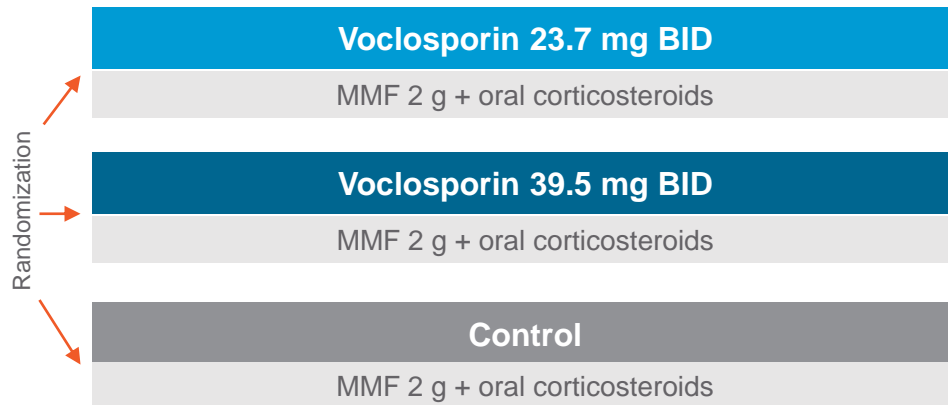 Voclosporin 23.7 mg BID
MMF 2 g + oral corticosteroids
Randomization
Voclosporin 39.5 mg BID
MMF 2 g + oral corticosteroids
Control
MMF 2 g + oral corticosteroids